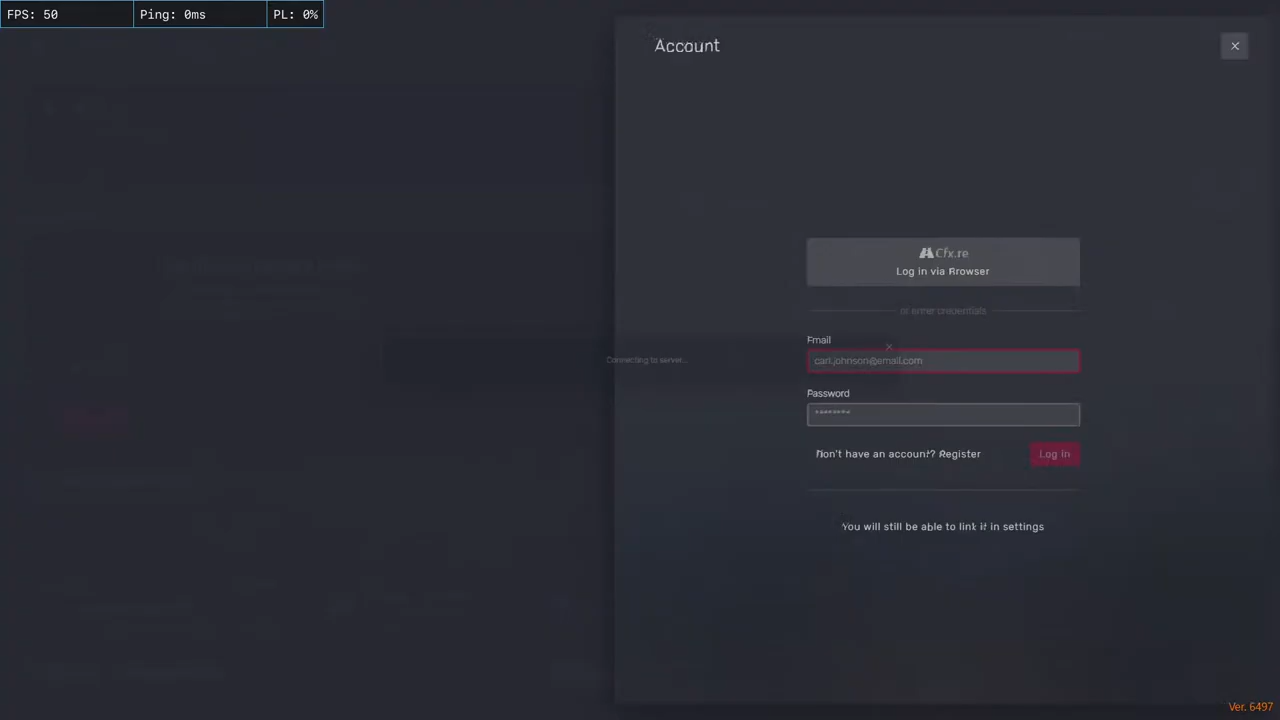 FPS: 50
Ping: 0ms
PL: 0%
Account
Cfx.re
Log in via Browser
or enter credentials
Email
carl.johnson@email.com
Connecting to server...
Password
********
Don't have an account? Register
Log in
You will still be able to link it in settings
Ver. 6497